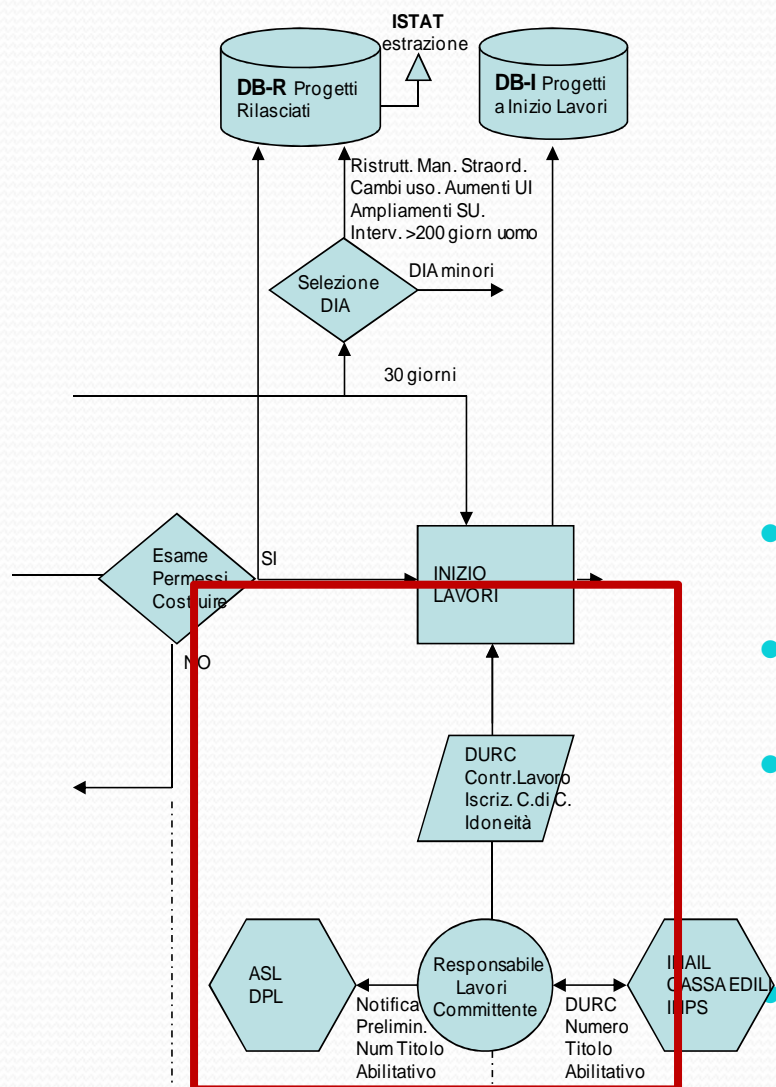 ISTAT
estrazione
DB-R Progetti
Rilasciati
DB-I Progetti
a Inizio Lavori
Ristrutt. Man. Straord.
Cambi uso. Aumenti UI
Ampliamenti SU.
Interv. >200 giorn uomo
Selezione
DIA
DIA minori
30 giorni
Esame
Permessi
Costruire
SI
NO
INIZIO
LAVORI
DURC
Contr.Lavoro
Iscriz. C.di C.
Idoneità
ASL
DPL
Notifica
Prelimin.
Num Titolo
Abilitativo
Responsabile
Lavori
Committente
DURC
Numero
Titolo
Abilitativo
INAIL
CASSA EDILI
INPS